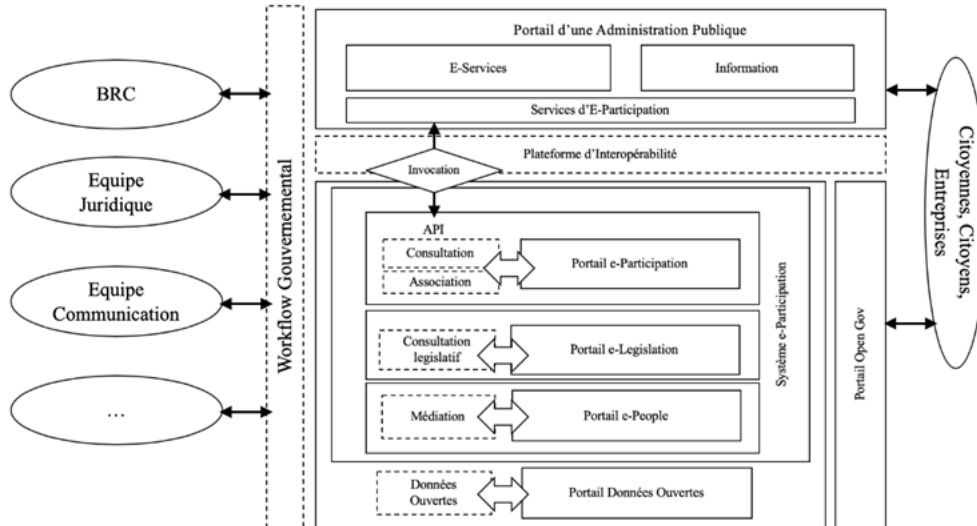 Portail d'une Administration Publique
E-Services
Information
Services d'E-Participation
BRC
Equipe
Juridique
Equipe
Communication
...
Workflow Gouvernemental
Plateforme d'Interopérabilité
Invocation
API
Consultation
Association
Portail e-Participation
Consultation
legislatif
Portail e-Legislation
Médiation
Portail e-People
Système e-Participation
Données
Ouvertes
Portail Données Ouvertes
Portail Open Gov
Citoyennes, Citoyens,
Entreprises